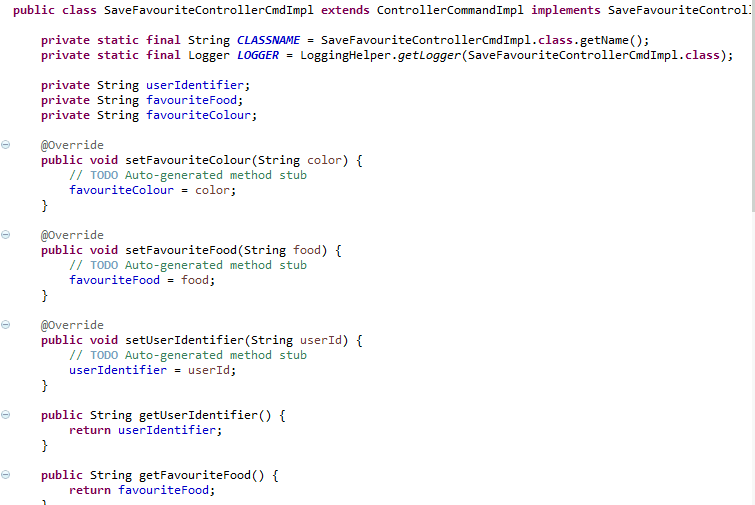 public class SaveFavouriteControllerCmdImpl extends ControllerCommandImpl implements SaveFavouriteControl
private static final String CLASSNAME = SaveFavouriteControllerCmdImpl.class.getName();
private static final Logger LOGGER = LoggingHelper.getLogger(SaveFavouriteControllerCmdImpl.class);
private String userIdentifier;
private String favouriteFood;
private String favouriteColour;
@Override
public void setFavouriteColour(String color) {
// TODO Auto-generated method stub
favouriteColour = color;
}
@Override
public void setFavouriteFood(String food) {
// TODO Auto-generated method stub
favouriteFood = food;
}
@Override
public void setUserIdentifier(String userId) {
// TODO Auto-generated method stub
userIdentifier = userId;
}
public String getUserIdentifier() {
return userIdentifier;
}
public String getFavouriteFood() {
return favouriteFood;
}